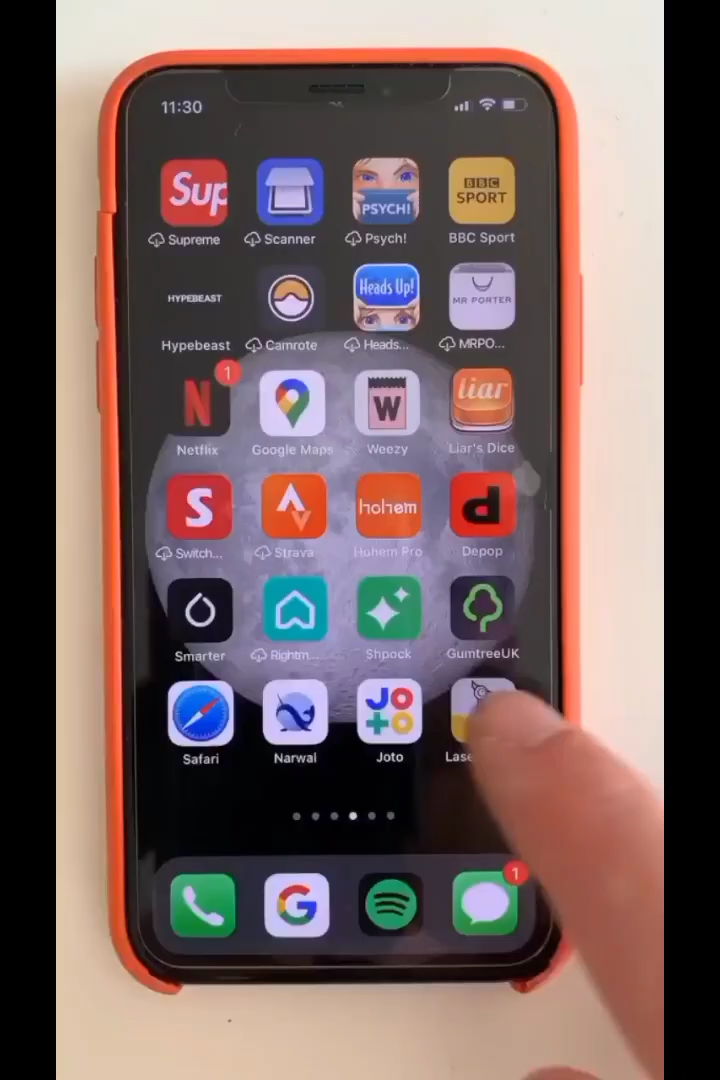 11:30
Sup
PSYCH!
BBC
SPORT
Supreme
Scanner
Psych!
BBC Sport
HYPEBEAST
Heads Up!
MR PORTER
Hypebeast
Camrote
Heads...
MRPO...
1
N
W
liar
Netflix
Google Maps
Weezy
Liar's Dice
S
hohem
d
Switch...
Strava
Hohem Pro
Depop
Smarter
Rightm...
Shpock
GumtreeUK
JOTO
Safari
Narwal
Joto
Lase
G
1